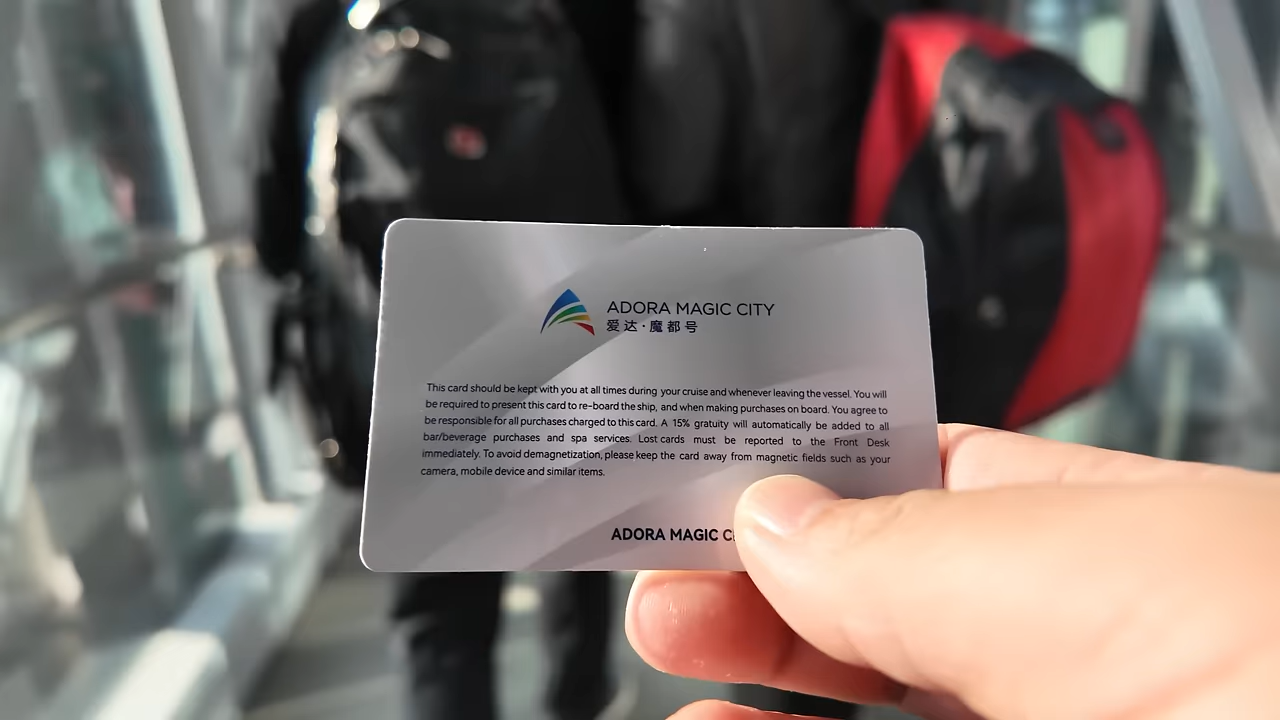 ADORA MAGIC CITY
爱达·魔都号
This card should be kept with you at all times during your cruise and whenever leaving the vessel. You will
be required to present this card to re-board the ship, and when making purchases on board. You agree to
be responsible for all purchases charged to this card. A 15% gratuity will automatically be added to all
bar/beverage purchases and spa services. Lost cards must be reported to the Front Desk
immediately. To avoid demagnetization, please keep the card away from magnetic fields such as your
camera, mobile device and similar items.
ADORA MAGIC